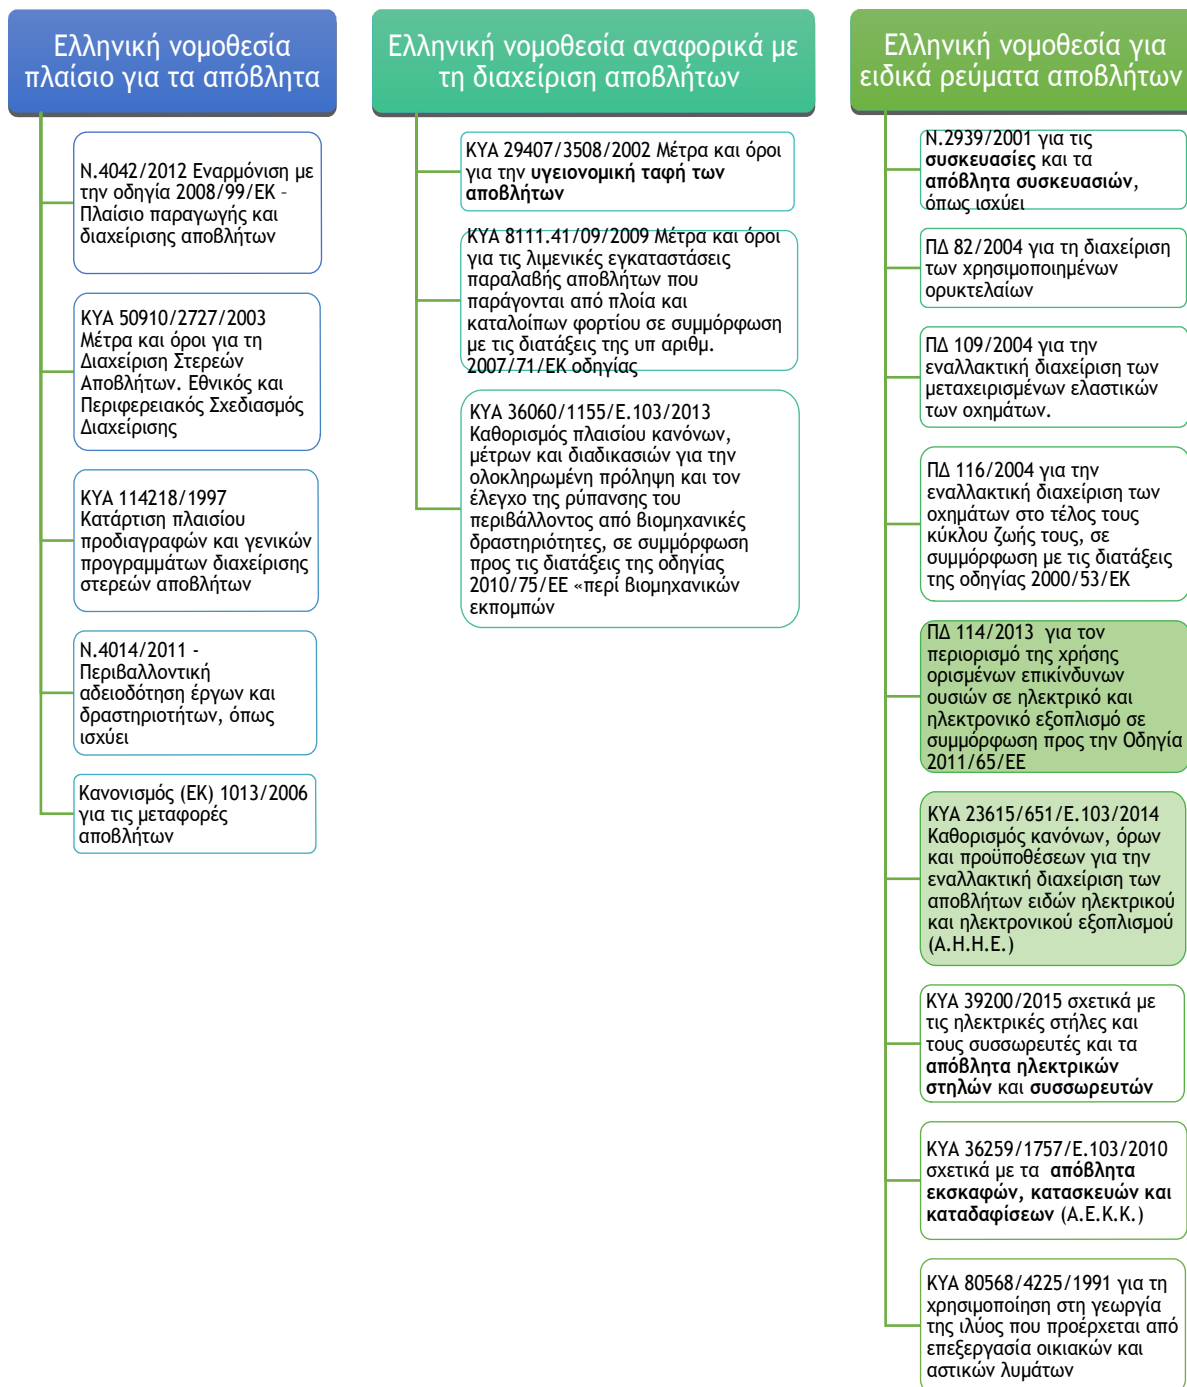 Ελληνική νομοθεσία
πλαίσιο για τα απόβλητα
Ν.4042/2012 Εναρμόνιση με
την οδηγία 2008/99/ΕΚ –
Πλαίσιο παραγωγής και
διαχείρισης αποβλήτων
ΚΥΑ 50910/2727/2003
Μέτρα και όροι για τη
Διαχείριση Στερεών
Αποβλήτων. Εθνικός και
Περιφερειακός Σχεδιασμός
Διαχείρισης
ΚΥΑ 114218/1997
Κατάρτιση πλαισίου
προδιαγραφών και γενικών
προγραμμάτων διαχείρισης
στερεών αποβλήτων
Ν.4014/2011 -
Περιβαλλοντική
αδειοδότηση έργων και
δραστηριοτήτων, όπως
ισχύει
Κανονισμός (ΕΚ) 1013/2006
για τις μεταφορές
αποβλήτων
Ελληνική νομοθεσία αναφορικά με
τη διαχείριση αποβλήτων
ΚΥΑ 29407/3508/2002 Μέτρα και όροι
για την υγειονομική ταφή των
αποβλήτων
ΚΥΑ 8111.41/09/2009 Μέτρα και όροι
για τις λιμενικές εγκαταστάσεις
παραλαβής αποβλήτων που
παράγονται από πλοία και
καταλοίπων φορτίου σε συμμόρφωση
με τις διατάξεις της υπ αριθμ.
2007/71/ΕΚ οδηγίας
ΚΥΑ 36060/1155/Ε.103/2013
Καθορισμός πλαισίου κανόνων,
μέτρων και διαδικασιών για την
ολοκληρωμένη πρόληψη και τον
έλεγχο της ρύπανσης του
περιβάλλοντος από βιομηχανικές
δραστηριότητες, σε συμμόρφωση
προς τις διατάξεις της οδηγίας
2010/75/ΕΕ «περί βιομηχανικών
εκπομπών
Ελληνική νομοθεσία για
ειδικά ρεύματα αποβλήτων
Ν.2939/2001 για τις
συσκευασίες και τα
απόβλητα συσκευασιών,
όπως ισχύει
ΠΔ 82/2004 για τη διαχείριση
των χρησιμοποιημένων
ορυκτελαίων
ΠΔ 109/2004 για την
εναλλακτική διαχείριση των
μεταχειρισμένων ελαστικών
των οχημάτων.
ΠΔ 116/2004 για την
εναλλακτική διαχείριση των
οχημάτων στο τέλος τους
κύκλου ζωής τους, σε
συμμόρφωση με τις διατάξεις
της οδηγίας 2000/53/ΕΚ
ΠΔ 114/2013 για τον
περιορισμό της χρήσης
ορισμένων επικίνδυνων
ουσιών σε ηλεκτρικό και
ηλεκτρονικό εξοπλισμό σε
συμμόρφωση προς την Οδηγία
2011/65/ΕΕ
ΚΥΑ 23615/651/Ε.103/2014
Καθορισμός κανόνων, όρων
και προϋποθέσεων για την
εναλλακτική διαχείριση των
αποβλήτων ειδών ηλεκτρικού
και ηλεκτρονικού εξοπλισμού
(Α.Η.Η.Ε.)
ΚΥΑ 39200/2015 σχετικά με
τις ηλεκτρικές στήλες και
τους συσσωρευτές και τα
απόβλητα ηλεκτρικών
στηλών και συσσωρευτών
ΚΥΑ 36259/1757/Ε.103/2010
σχετικά με τα απόβλητα
εκσκαφών, κατασκευών και
καταδαφίσεων (Α.Ε.Κ.Κ.)
ΚΥΑ 80568/4225/1991 για τη
χρησιμοποίηση στη γεωργία
της ιλύος που προέρχεται από
επεξεργασία οικιακών και
αστικών λυμάτων